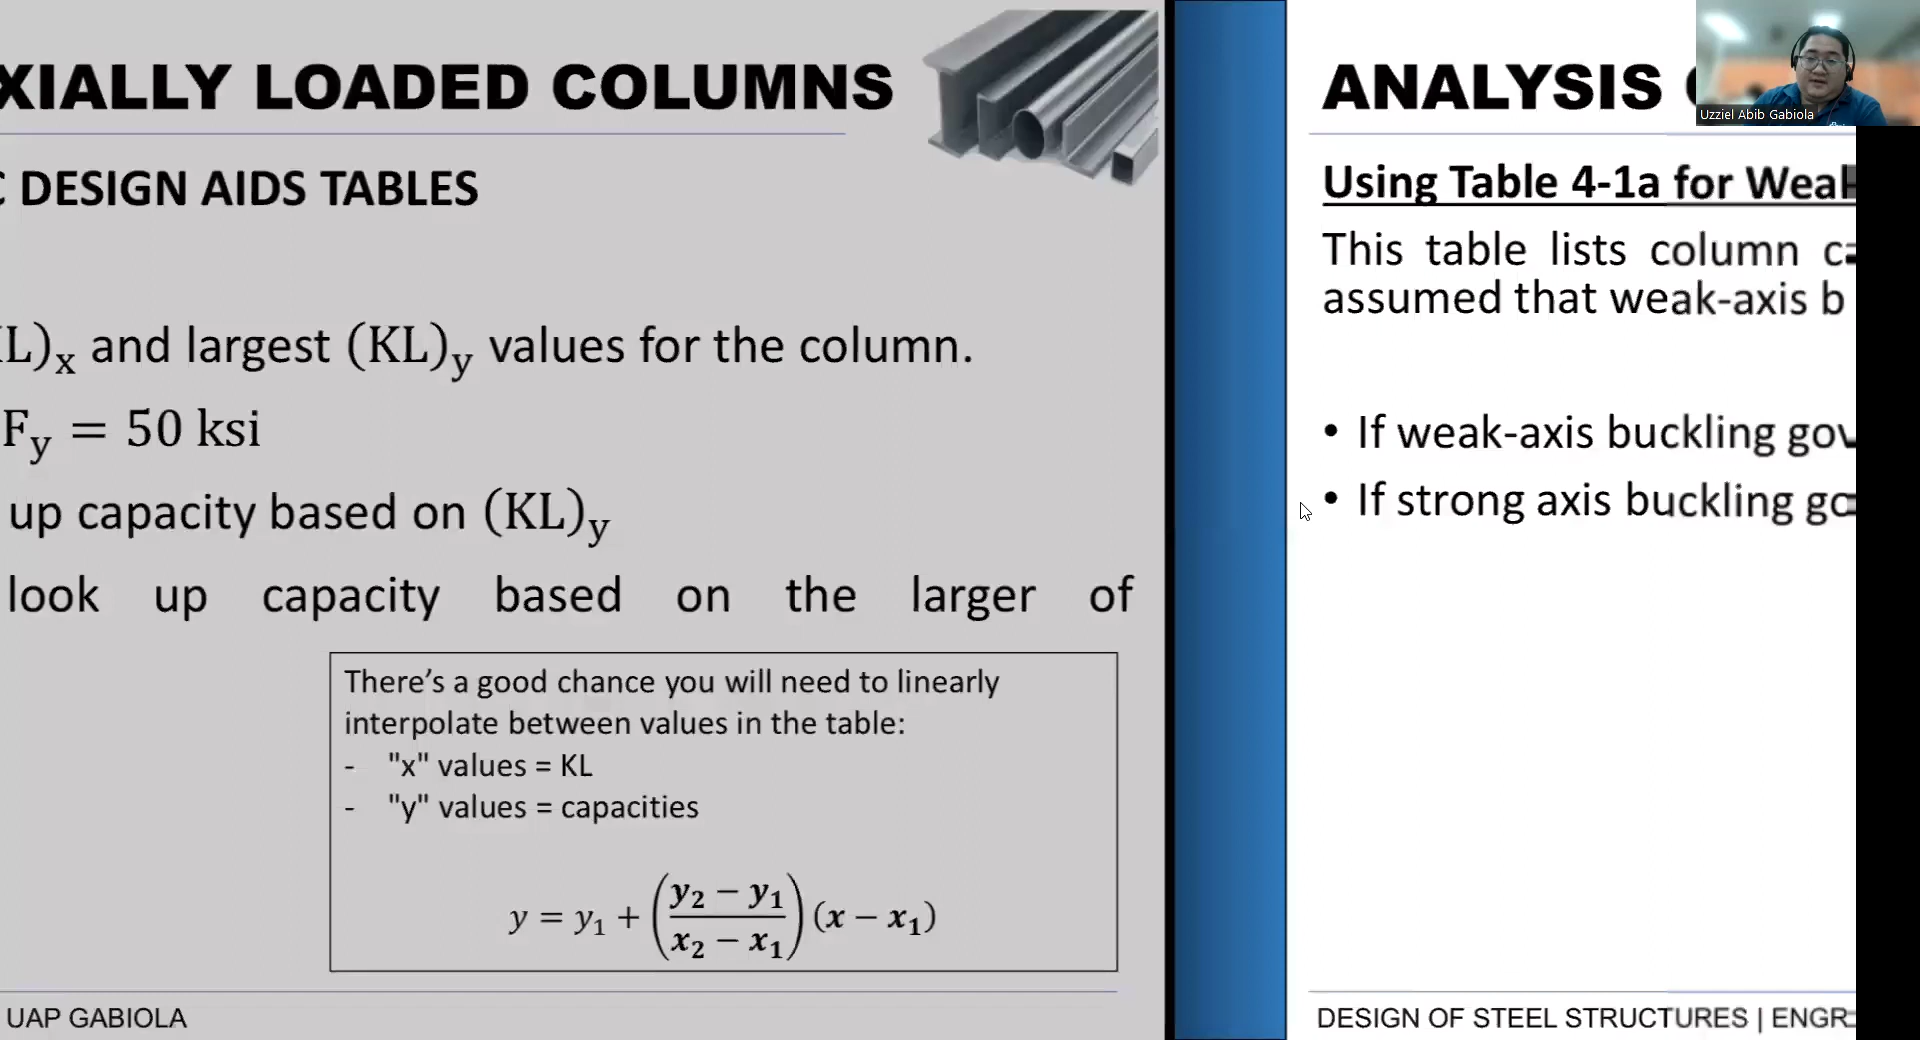 XIALLY LOADED COLUMNS
DESIGN AIDS TABLES
L)x and largest (KL)y values for the column.
Fy = 50 ksi
up capacity based on (KL)y
look up capacity based on the larger of
There's a good chance you will need to linearly
interpolate between values in the table:
- "x" values = KL
- "y" values = capacities
y = y1 + ((y2 − y1)/(x2 − x1)) (x − x1)
UAP GABIOLA
ANALYSIS
Using Table 4-1a for Weak
This table lists column
assumed that weak-axis b
• If weak-axis buckling gov
• If strong axis buckling go
DESIGN OF STEEL STRUCTURES | ENGR
Uzziel Abib Gabiola